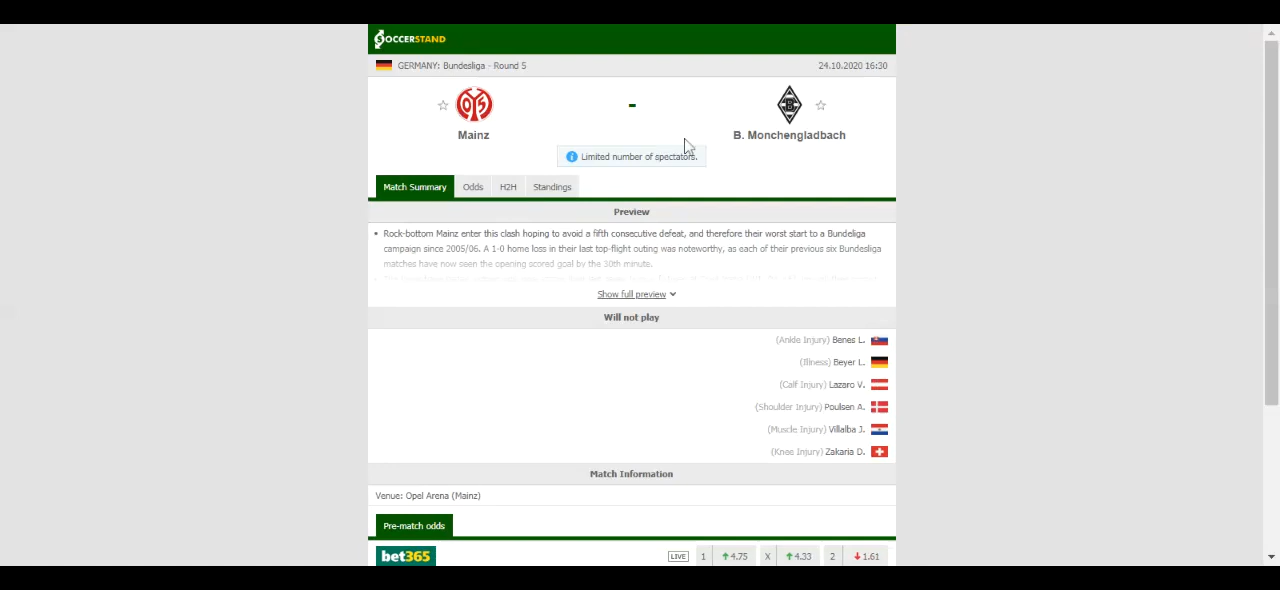 SOCCERSTAND
GERMANY: Bundesliga - Round 5
24.10.2020 16:30
Mainz
-
B. Monchengladbach
Limited number of spectators.
Match Summary
Odds
H2H
Standings
Preview
Rock-bottom Mainz enter this clash hoping to avoid a fifth consecutive defeat, and therefore their worst start to a Bundeliga
campaign since 2005/06. A 1-0 home loss in their last top-flight outing was noteworthy, as each of their previous six Bundesliga
matches have now seen the opening scored goal by the 30th minute.
Show full preview
Will not play
(Ankle Injury) Benes L.
(Illness) Beyer L.
(Calf Injury) Lazaro V.
(Shoulder Injury) Poulsen A.
(Muscle Injury) Villalba J.
(Knee Injury) Zakaria D.
Match Information
Venue: Opel Arena (Mainz)
Pre-match odds
bet365
LIVE
1
4.75
X
4.33
2
1.61